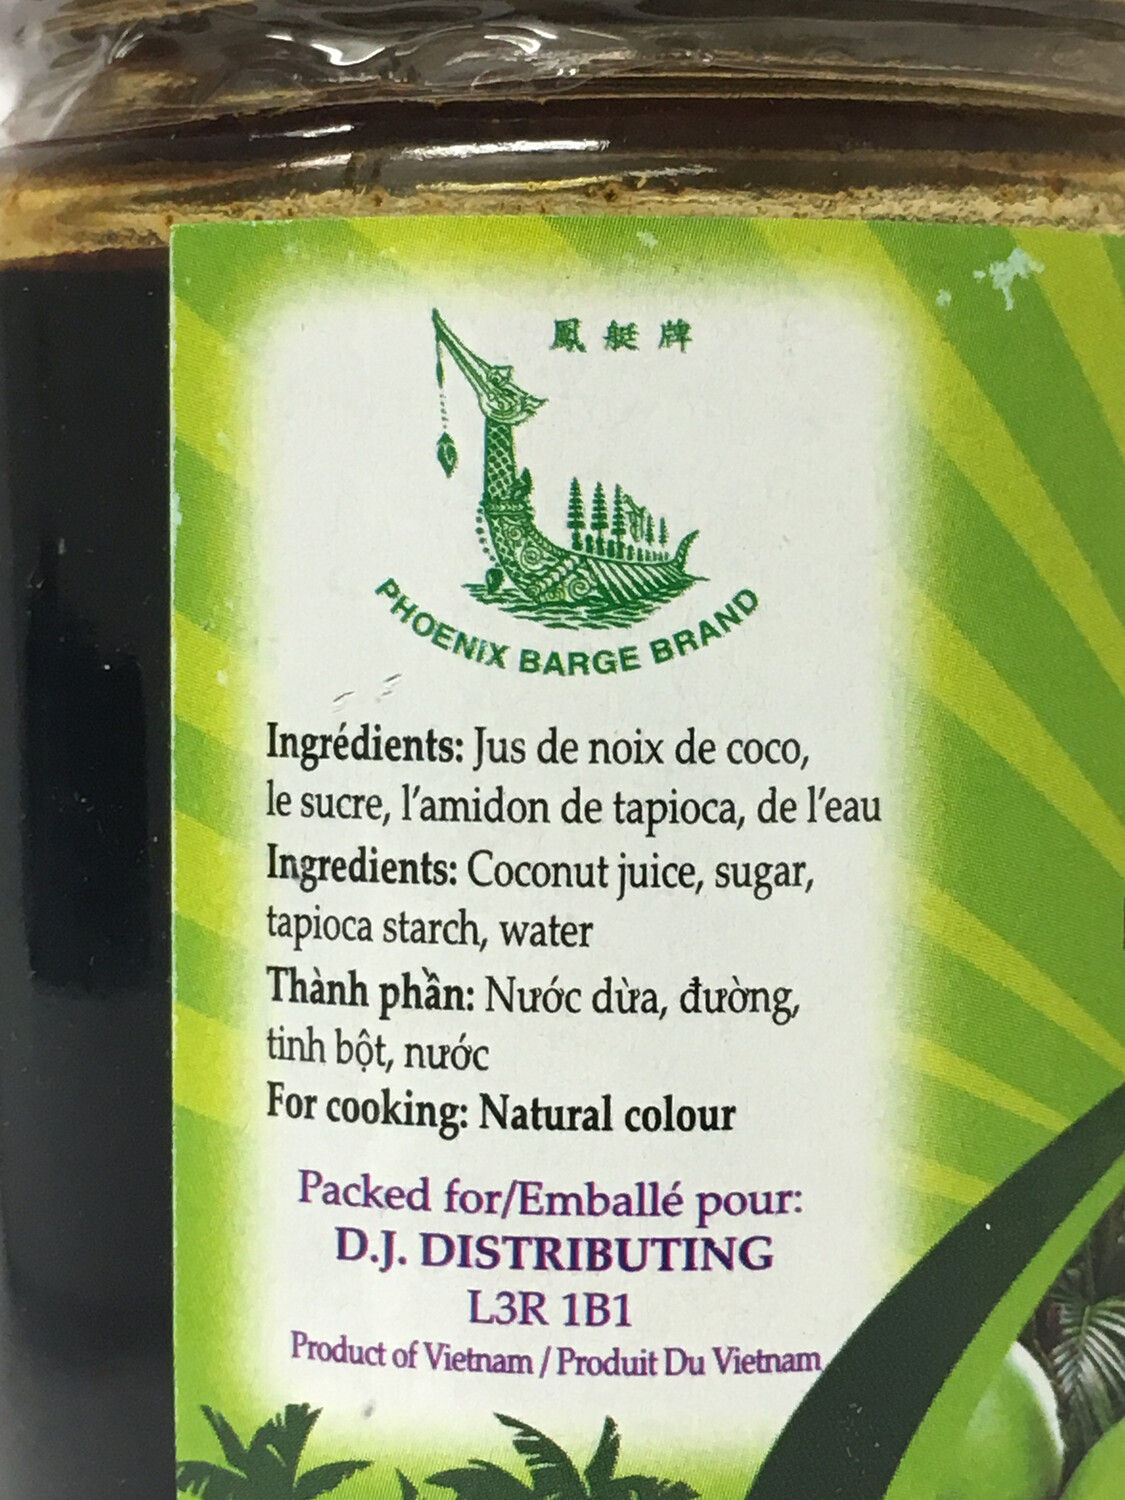 鳳艇牌
PHOENIX BARGE BRAND
Ingrédients: Jus de noix de coco,
le sucre, l'amidon de tapioca, de l'eau
Ingredients: Coconut juice, sugar,
tapioca starch, water
Thành phần: Nước dừa, đường,
tinh bột, nước
For cooking: Natural colour
Packed for/Emballé pour:
D.J. DISTRIBUTING
L3R 1B1
Product of Vietnam / Produit Du Vietnam